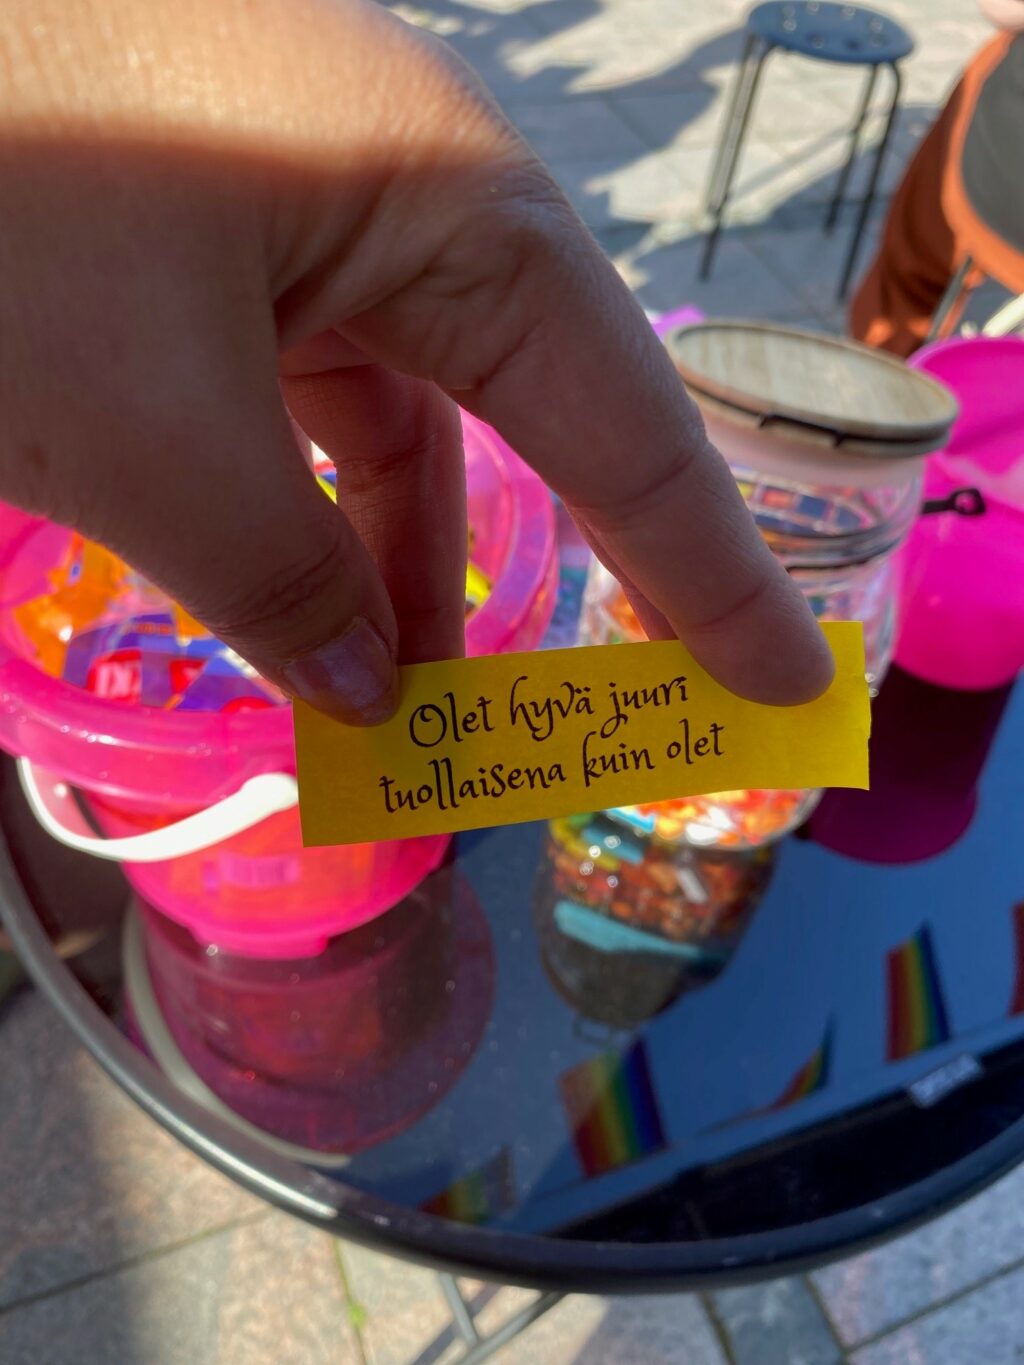 Olet hyvä juuri
tuollaisena kuin olet